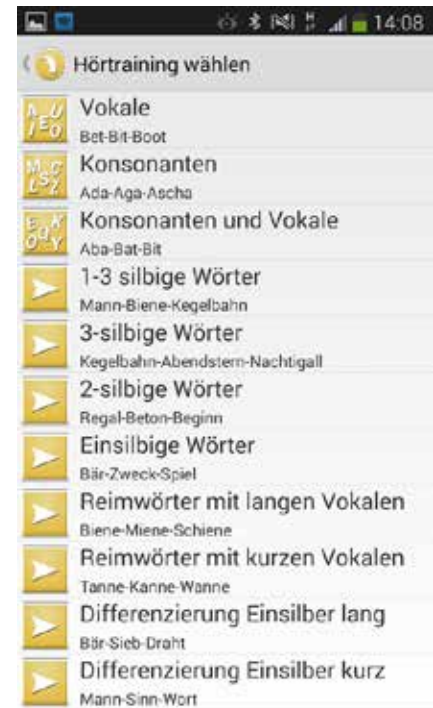 14:08
Hörtraining wählen
Vokale
Bet-Bit-Boot
Konsonanten
Ada-Aga-Ascha
Konsonanten und Vokale
Aba-Bat-Bit
1-3 silbige Wörter
Mann-Biene-Kegelbahn
3-silbige Wörter
Kegelbahn-Abendstern-Nachtigall
2-silbige Wörter
Regal-Beton-Beginn
Einsilbige Wörter
Bär-Zweck-Spiel
Reimwörter mit langen Vokalen
Biene-Miene-Schiene
Reimwörter mit kurzen Vokalen
Tanne-Kanne-Wanne
Differenzierung Einsilber lang
Bär-Sieb-Draht
Differenzierung Einsilber kurz
Mann-Sinn-Wort